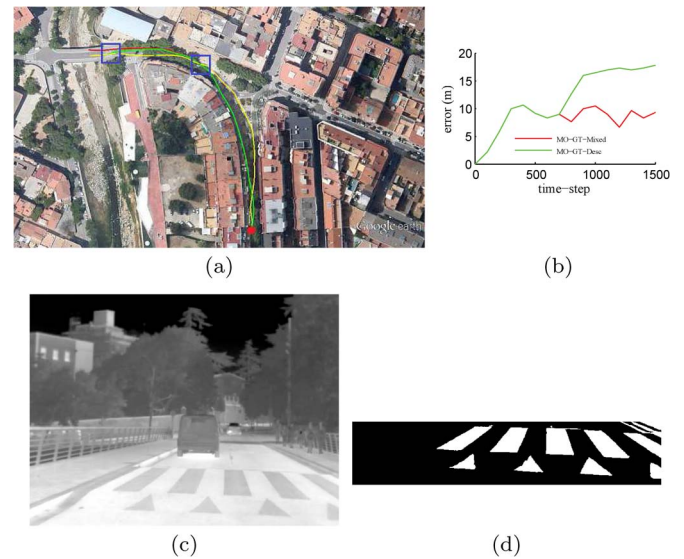 Google earth
(a)
20
15
10
5
0
error (m)
MO-GT-Mixed
MO-GT-Desc
0 500 1000 1500
time-step
(b)
(c)
(d)